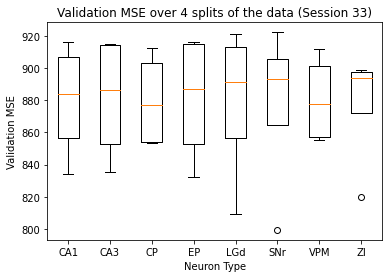 Validation MSE over 4 splits of the data (Session 33)
920
900
880
860
840
820
800
Validation MSE
CA1 CA3 CP EP LGd SNr VPM ZI
Neuron Type